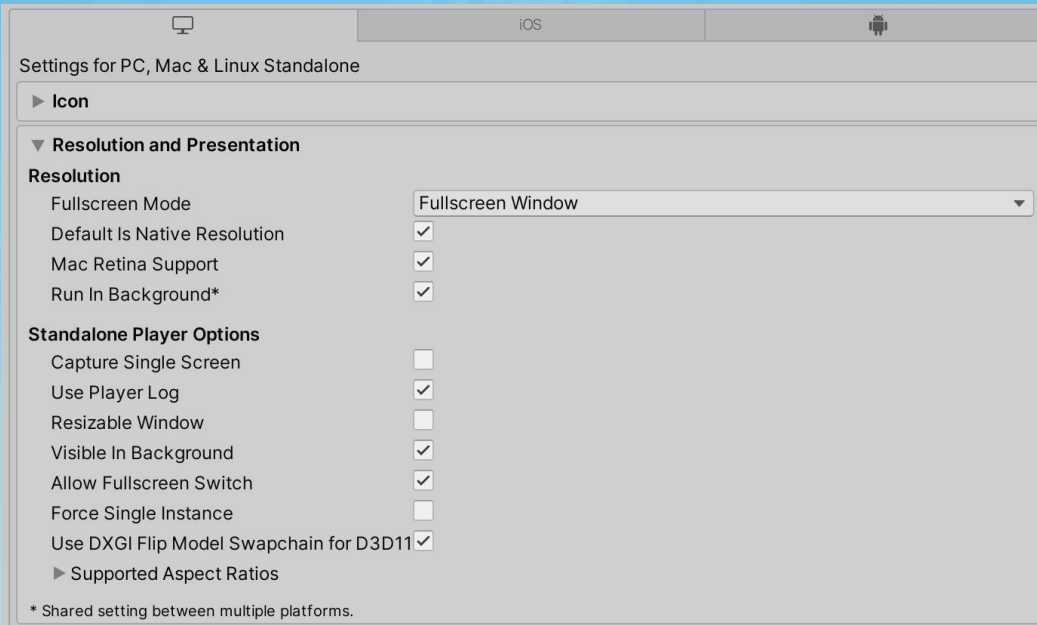 iOS
Settings for PC, Mac & Linux Standalone
Icon
Resolution and Presentation
Resolution
Fullscreen Mode Fullscreen Window
Default Is Native Resolution
Mac Retina Support
Run In Background*
Standalone Player Options
Capture Single Screen
Use Player Log
Resizable Window
Visible In Background
Allow Fullscreen Switch
Force Single Instance
Use DXGI Flip Model Swapchain for D3D11
Supported Aspect Ratios
* Shared setting between multiple platforms.